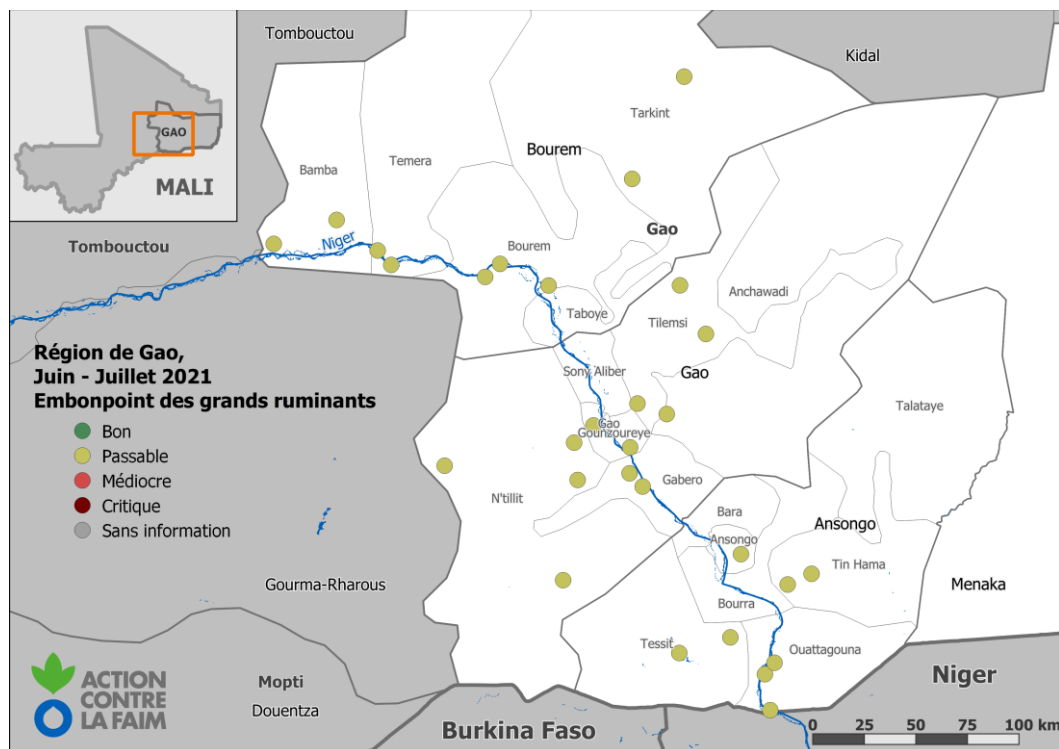 Tombouctou
Kidal
Tarkint
GAO
MALI
Bourem
Temera
Bamba
Gao
Niger
Bourem
Tombouctou
Anchawadi
Taboye
Tilemsi
Région de Gao,
Juin - Juillet 2021
Embonpoint des grands ruminants
Bon
Passable
Médiocre
Critique
Sans information
Sony Aliber
Gao
Talataye
Gao
Gounzoureye
N'tillit
Gabero
Bara
Ansongo
Ansongo
Tin Hama
Gourma-Rharous
Menaka
Bourra
Tessit
Ouattagouna
Niger
ACTION
CONTRE
LA FAIM
Mopti
Douentza
Burkina Faso
0 25 50 75 100 km